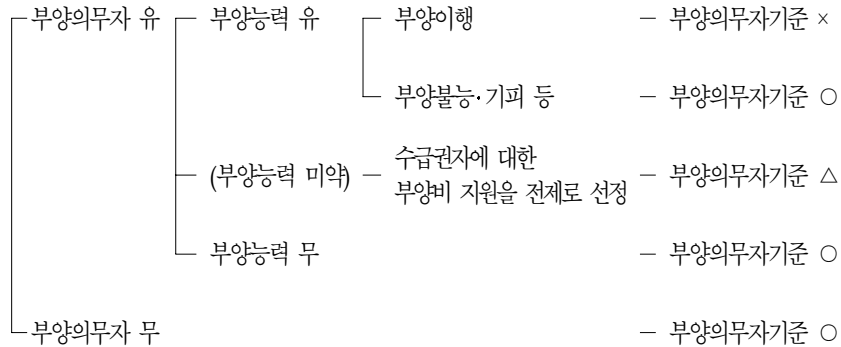 부양의무자 유 부양능력 유 부양이행 - 부양의무자기준 ×
부양불능·기피 등 - 부양의무자기준 ○
(부양능력 미약) - 수급권자에 대한
부양비 지원을 전제로 선정 - 부양의무자기준 △
부양능력 무 - 부양의무자기준 ○
부양의무자 무 - 부양의무자기준 ○